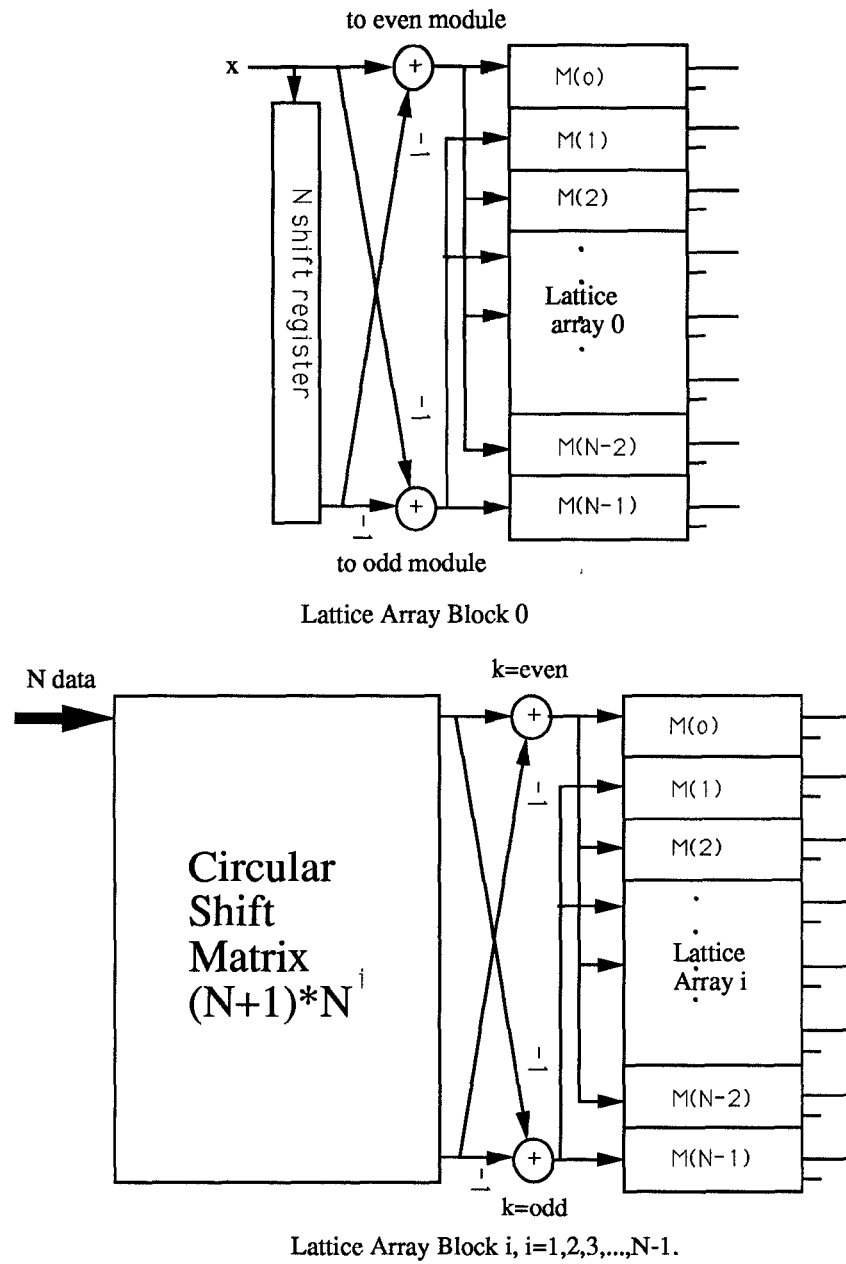 to even module
x
+
M(o)
-1
M(1)
N shift register
M(2)
Lattice
array 0
-1
M(N-2)
+
M(N-1)
-1
to odd module
Lattice Array Block 0
k=even
N data
+
M(o)
-1
M(1)
M(2)
Circular
Shift
Matrix
(N+1)*N^i
Lattice
Array i
-1
M(N-2)
+
M(N-1)
-1
k=odd
Lattice Array Block i, i=1,2,3,...,N-1.